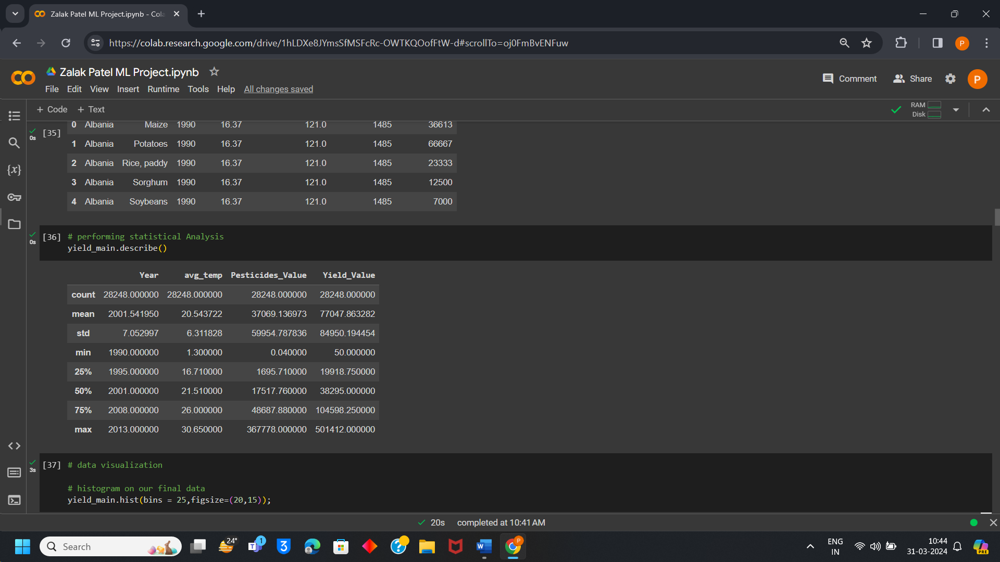 Zalak Patel ML Project.ipynb - Cola
https://colab.research.google.com/drive/1hLDXe8JYmsSfMSFcRc-OWTKQOofFtW-d#scrollTo=oj0FmBvENFuw
P
Zalak Patel ML Project.ipynb
Comment Share P
File Edit View Insert Runtime Tools Help All changes saved
+ Code + Text
RAM
Disk
[35] 0 Albania Maize 1990 16.37 121.0 1485 36613
0s
1 Albania Potatoes 1990 16.37 121.0 1485 66667
2 Albania Rice, paddy 1990 16.37 121.0 1485 23333
{x}
3 Albania Sorghum 1990 16.37 121.0 1485 12500
4 Albania Soybeans 1990 16.37 121.0 1485 7000
[36] # performing statistical Analysis
0s
yield_main.describe()
Year avg_temp Pesticides_Value Yield_Value
count 28248.000000 28248.000000 28248.000000 28248.000000
mean 2001.541950 20.543722 37069.136973 77047.863282
std 7.052997 6.311828 59954.787836 84950.194454
min 1990.000000 1.300000 0.040000 50.000000
25% 1995.000000 16.710000 1695.710000 19918.750000
50% 2001.000000 21.510000 17517.760000 38295.000000
75% 2008.000000 26.000000 48687.880000 104598.250000
max 2013.000000 30.650000 367778.000000 501412.000000
[37] # data visualization
3s
# histogram on our final data
yield_main.hist(bins = 25,figsize=(20,15));
20s completed at 10:41 AM
Search
24°
1
T
3
?
W
P
ENG
IN
10:44
31-03-2024
PRE